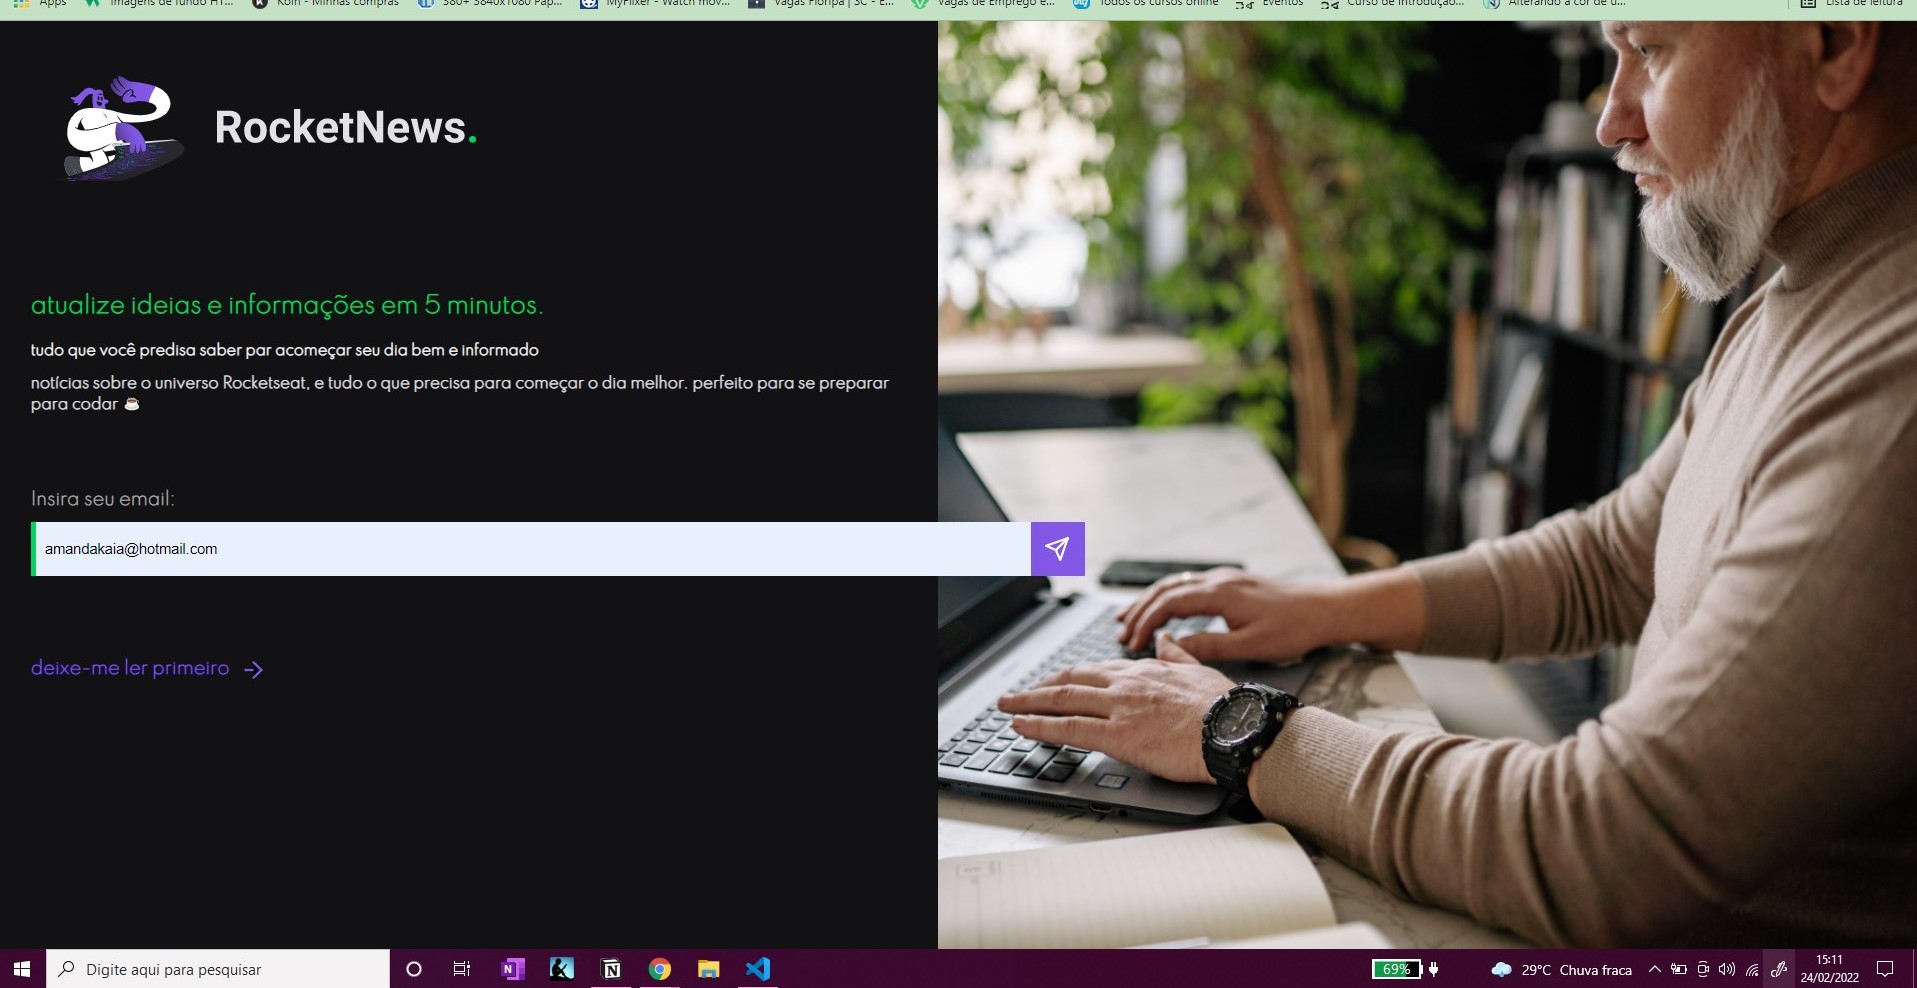 Apps Imagens de fundo HT... Koin - Minhas compras 380+ 3840x1080 Pap... MyFlixer - Watch mov... Vagas Floripa | SC - E... Vagas de Emprego e... Todos os cursos online Eventos Curso de Introdução... Alterando a cor de u... Lista de leitura
RocketNews.
atualize ideias e informações em 5 minutos.
tudo que você predisa saber par acomeçar seu dia bem e informado
notícias sobre o universo Rocketseat, e tudo o que precisa para começar o dia melhor. perfeito para se preparar
para codar
Insira seu email:
amandakaia@hotmail.com
deixe-me ler primeiro
Digite aqui para pesquisar
69%
29°C Chuva fraca
15:11
24/02/2022